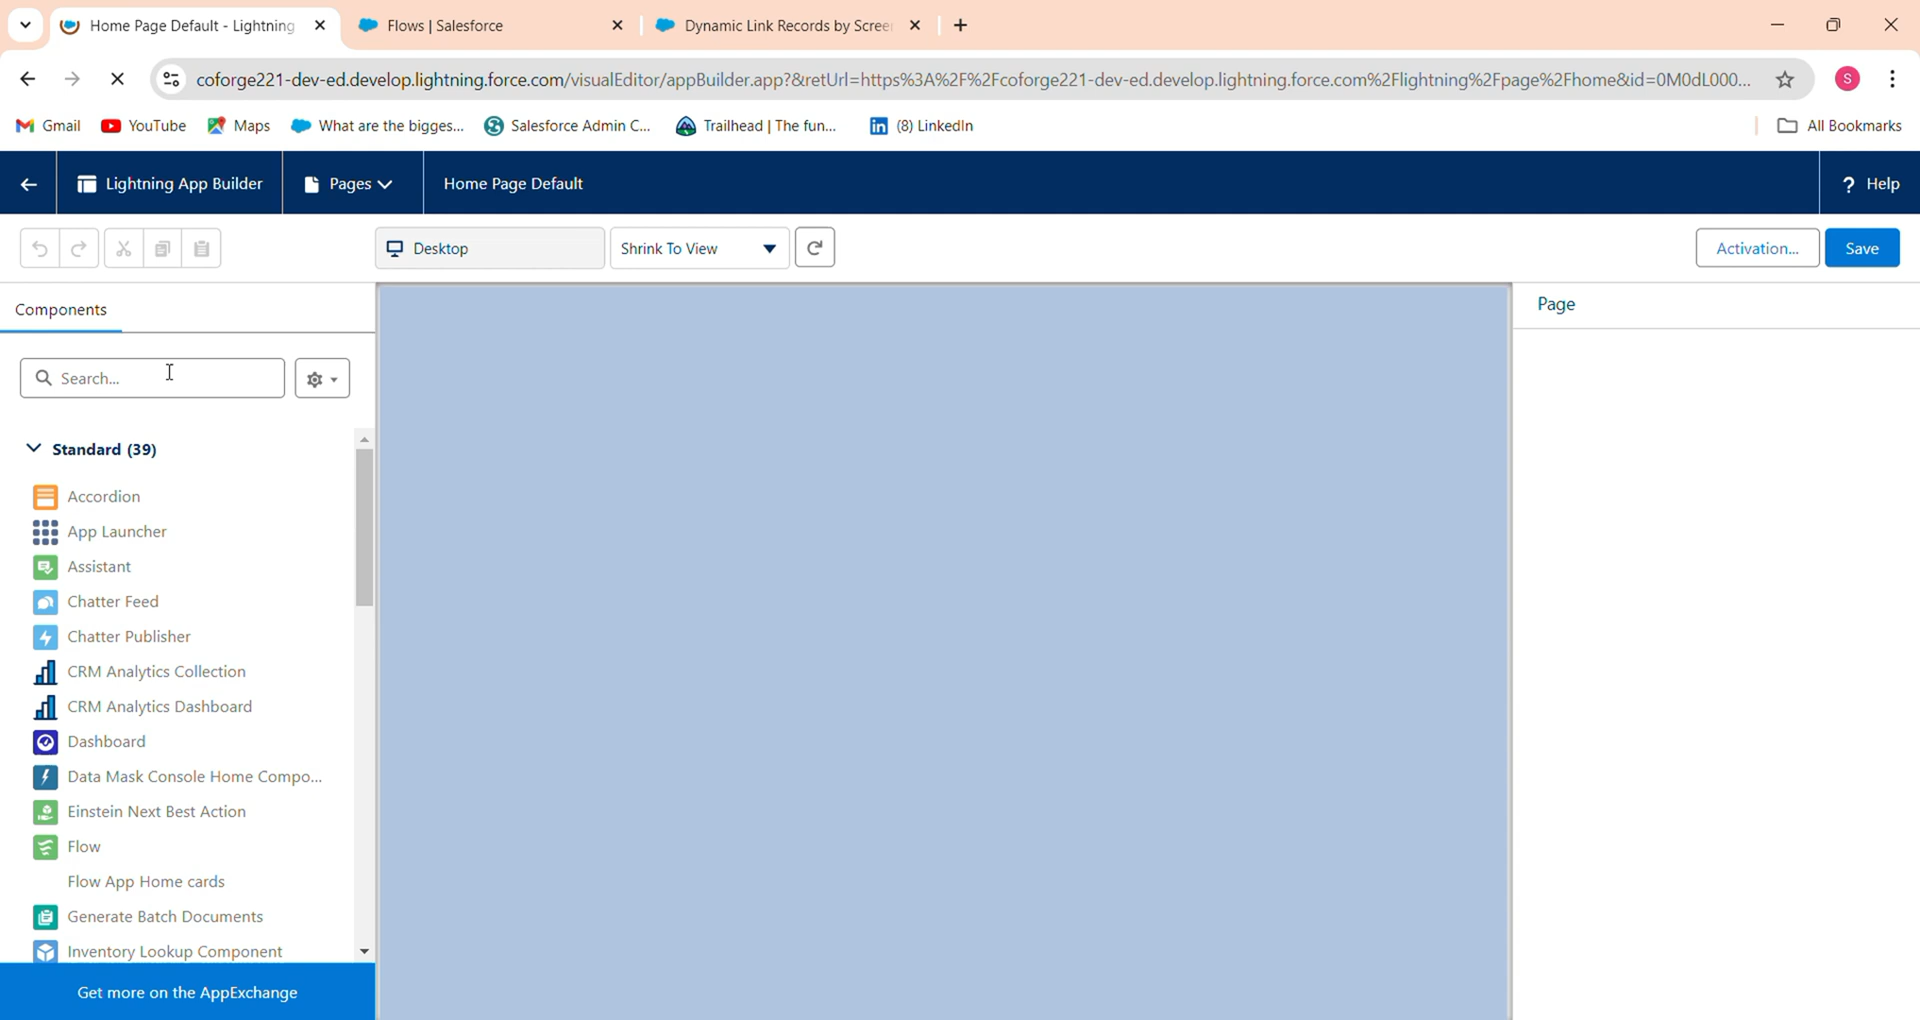 Home Page Default - Lightning
Flows | Salesforce
Dynamic Link Records by Scree
coforge221-dev-ed.develop.lightning.force.com/visualEditor/appBuilder.app?&retUrl=https%3A%2F%2Fcoforge221-dev-ed.develop.lightning.force.com%2Flightning%2Fpage%2Fhome&id=0M0dL000...
S
Gmail
YouTube
Maps
What are the bigges...
Salesforce Admin C...
Trailhead | The fun...
(8) LinkedIn
All Bookmarks
Lightning App Builder
Pages
Home Page Default
? Help
Desktop
Shrink To View
Activation...
Save
Components
Page
Search...
Standard (39)
Accordion
App Launcher
Assistant
Chatter Feed
Chatter Publisher
CRM Analytics Collection
CRM Analytics Dashboard
Dashboard
Data Mask Console Home Compo...
Einstein Next Best Action
Flow
Flow App Home cards
Generate Batch Documents
Inventory Lookup Component
Get more on the AppExchange